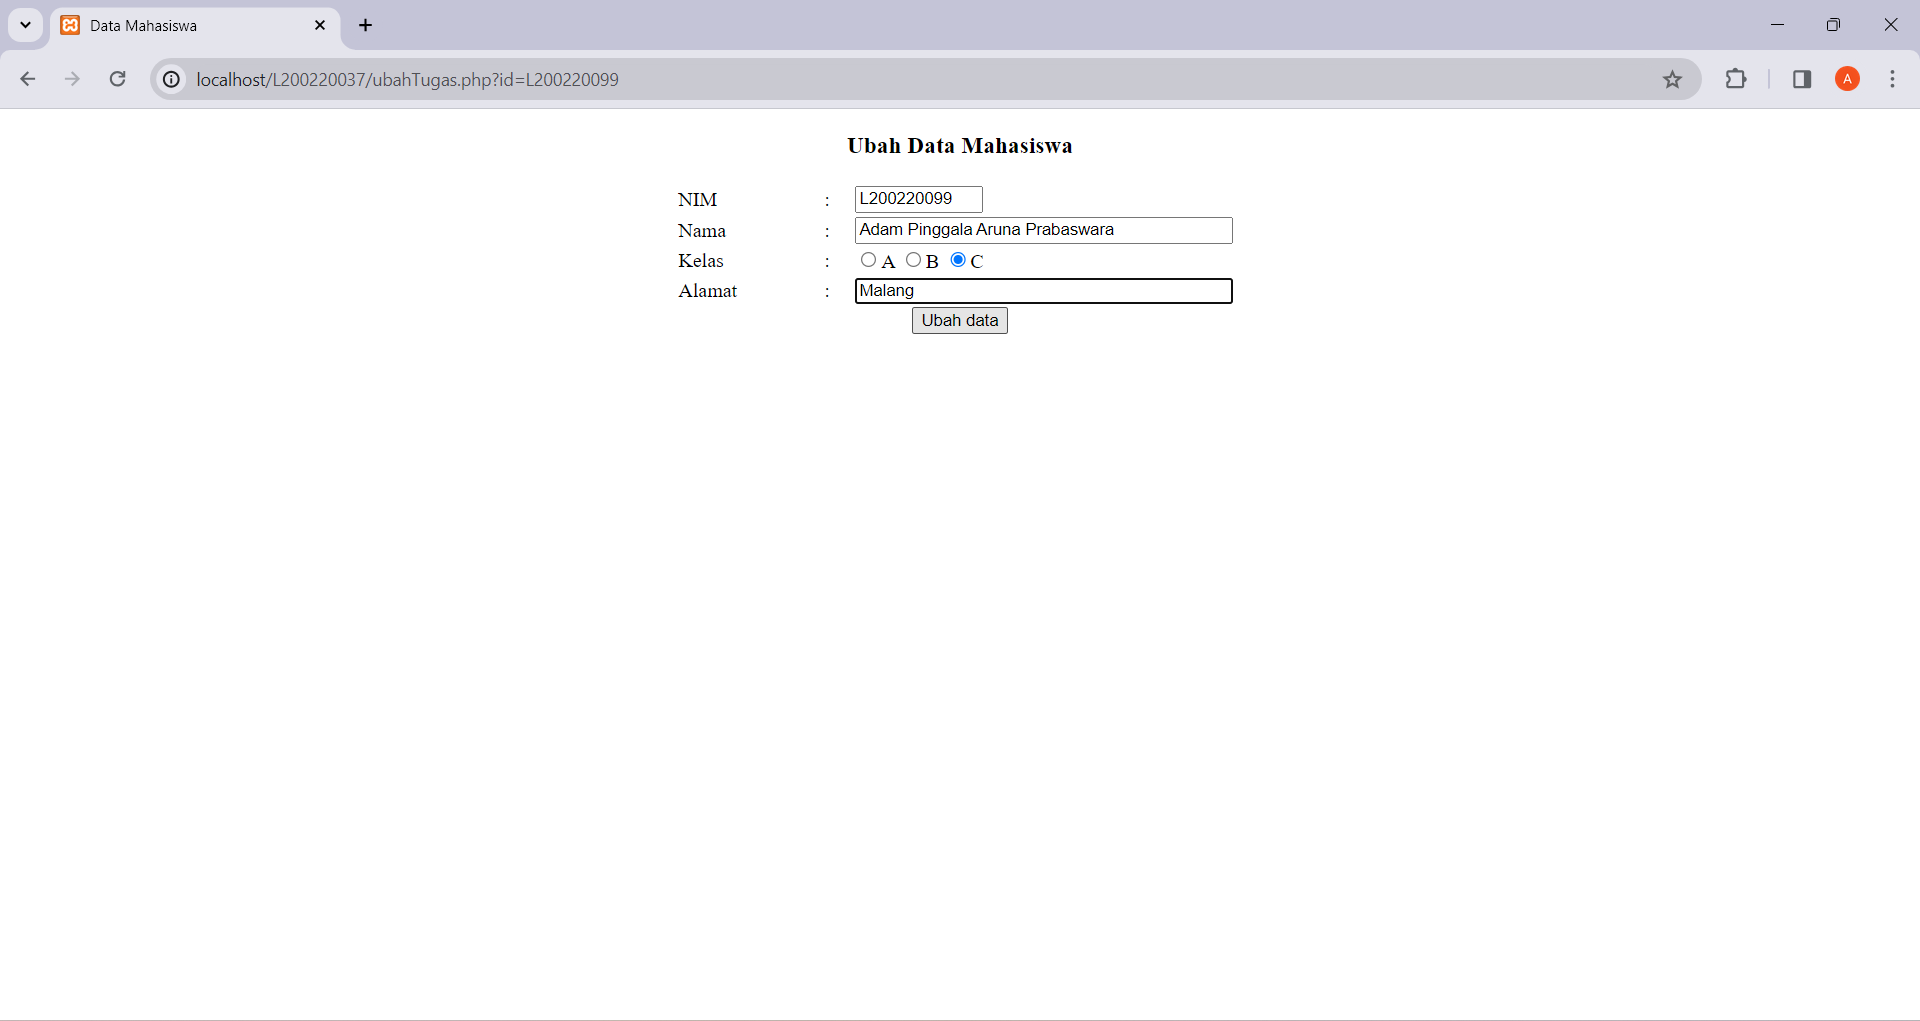 Data Mahasiswa
localhost/L200220037/ubahTugas.php?id=L200220099
A
Ubah Data Mahasiswa
NIM : L200220099
Nama : Adam Pinggala Aruna Prabaswara
Kelas : A B C
Alamat : Malang
Ubah data